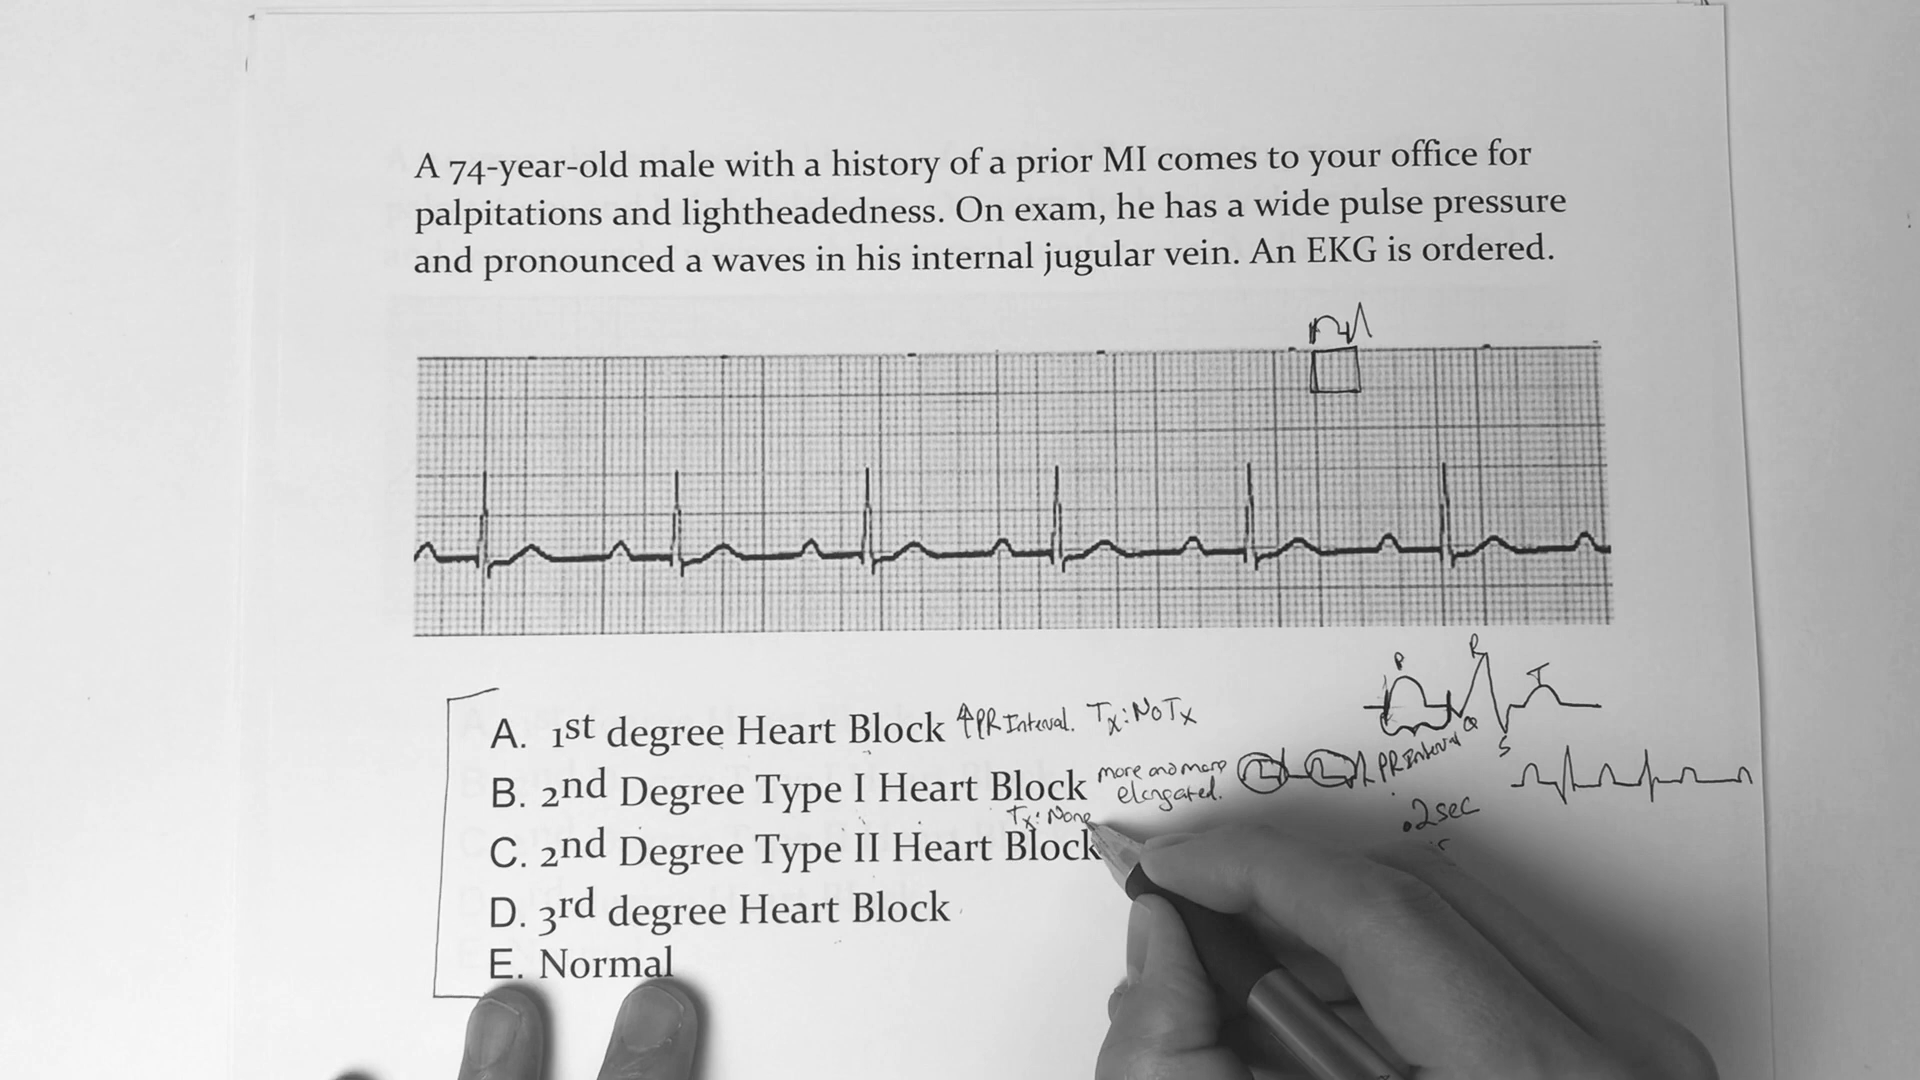 A 74-year-old male with a history of a prior MI comes to your office for
palpitations and lightheadedness. On exam, he has a wide pulse pressure
and pronounced a waves in his internal jugular vein. An EKG is ordered.
P
R
T
Q
S
A. 1st degree Heart Block ↑PR Interval. Tx: No Tx
B. 2nd Degree Type I Heart Block more and more elongated. PR Interval
Tx: None
.2sec
C. 2nd Degree Type II Heart Block
D. 3rd degree Heart Block
E. Normal